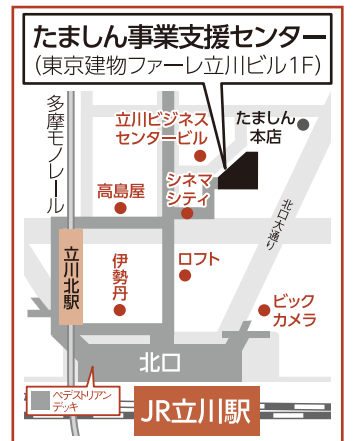 たましん事業支援センター
(東京建物ファーレ立川ビル1F)
多摩モノレール
立川ビジネス
センタービル
たましん
本店
シネマ
シティ
高島屋
北口大通り
立川北駅
伊勢丹
ロフト
ビック
カメラ
北口
ペデストリアン
デッキ
JR立川駅